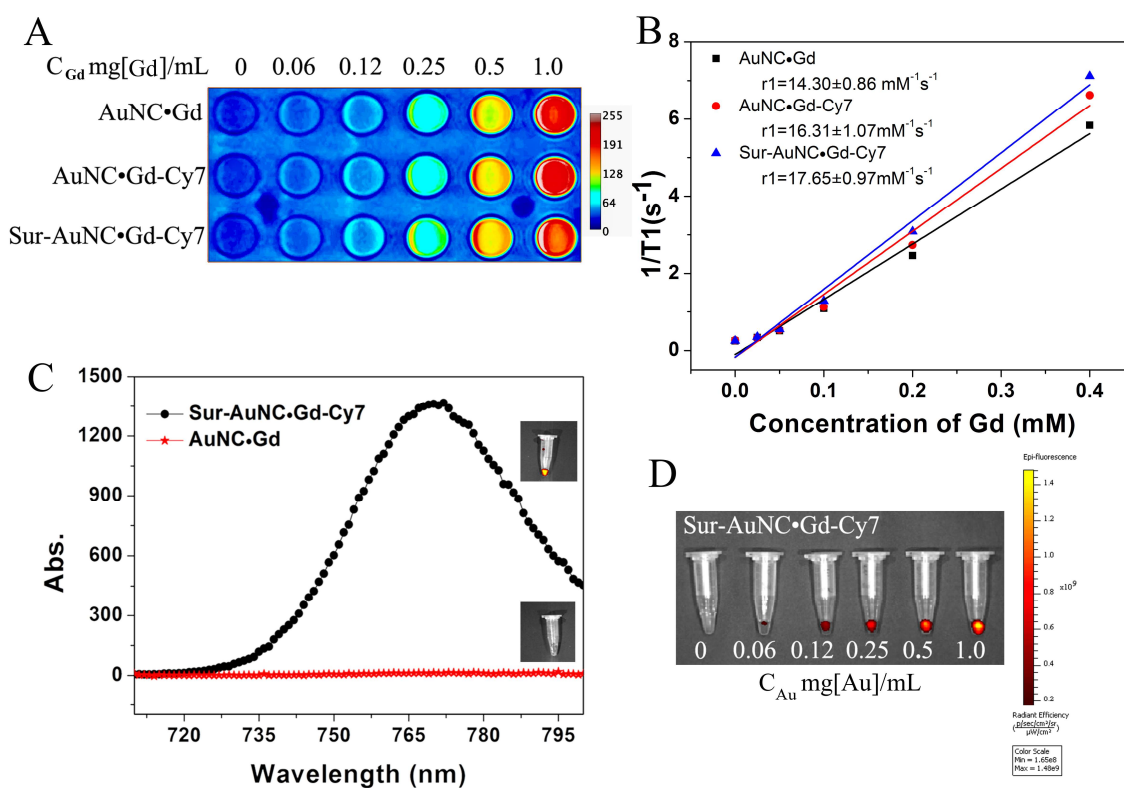 A
C Gd mg[Gd]/mL 0 0.06 0.12 0.25 0.5 1.0
AuNC•Gd
AuNC•Gd-Cy7
Sur-AuNC•Gd-Cy7
255
191
128
64
0
B
AuNC•Gd
r1=14.30±0.86 mM-1s-1
AuNC•Gd-Cy7
r1=16.31±1.07mM-1s-1
Sur-AuNC•Gd-Cy7
r1=17.65±0.97mM-1s-1
1/T1(s-1)
8
6
4
2
0
0.0 0.1 0.2 0.3 0.4
Concentration of Gd (mM)
C
Sur-AuNC•Gd-Cy7
AuNC•Gd
Abs.
1500
1200
900
600
300
0
720 735 750 765 780 795
Wavelength (nm)
D
Sur-AuNC•Gd-Cy7
0 0.06 0.12 0.25 0.5 1.0
C Au mg[Au]/mL
Epi-fluorescence
1.4
1.2
1.0
0.8
0.6
0.4
0.2
x10⁹
Radiant Efficiency
(p/sec/cm²/sr
µW/cm²)
Color Scale
Min = 1.65e8
Max = 1.48e9